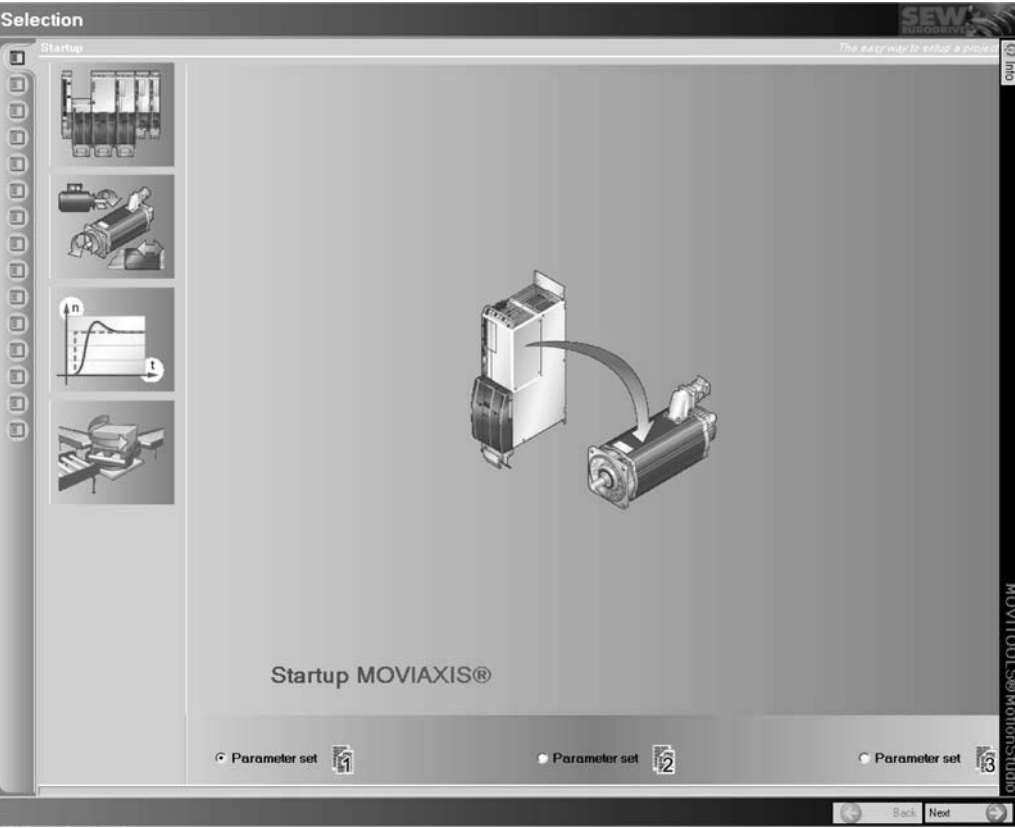 Selection
SEW
EURODRIVE
Startup
The easy way to setup a project
Info
n
t
Startup MOVIAXIS®
MOVITOOLS® MotionStudio
Parameter set 1
Parameter set 2
Parameter set 3
Back
Next